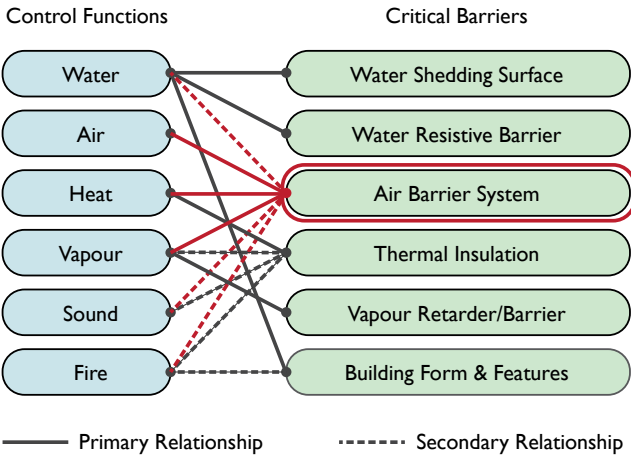 Control Functions
Critical Barriers
Water
Water Shedding Surface
Air
Water Resistive Barrier
Heat
Air Barrier System
Vapour
Thermal Insulation
Sound
Vapour Retarder/Barrier
Fire
Building Form & Features
Primary Relationship
Secondary Relationship